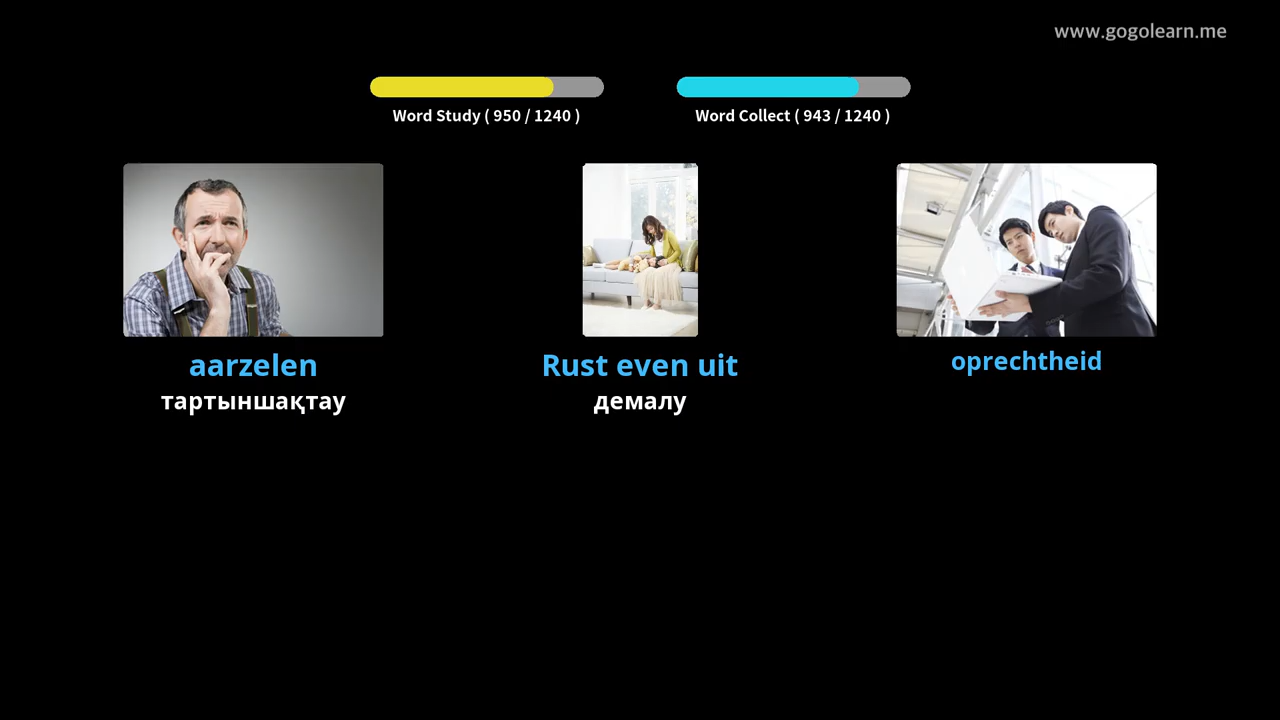 www.gogolearn.me
Word Study ( 950 / 1240 )
Word Collect ( 943 / 1240 )
aarzelen
тартыншақтау
Rust even uit
демалу
oprechtheid